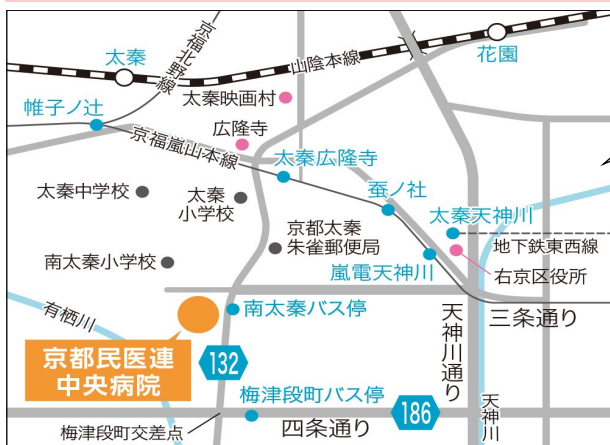 京福北野線
太秦
山陰本線
花園
太秦映画村
帷子ノ辻
広隆寺
京福嵐山本線
太秦広隆寺
太秦中学校
太秦
小学校
蚕ノ社
太秦天神川
京都太秦
朱雀郵便局
地下鉄東西線
南太秦小学校
嵐電天神川
右京区役所
有栖川
南太秦バス停
天神川通り
三条通り
京都民医連
中央病院
132
梅津段町バス停
186
天神川
梅津段町交差点
四条通り